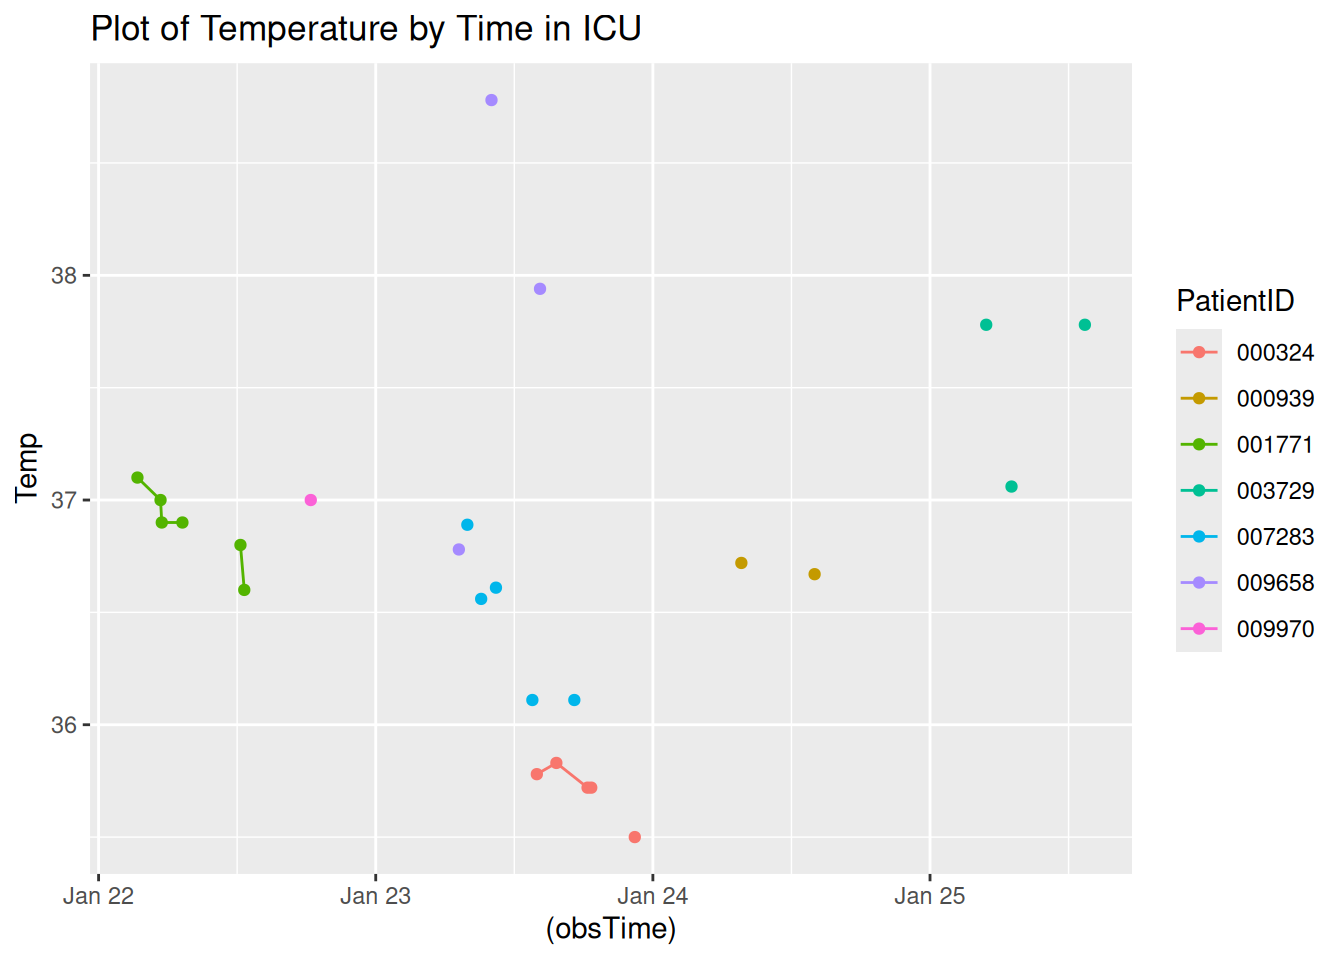 Plot of Temperature by Time in ICU
38
37
36
Temp
Jan 22
Jan 23
Jan 24
Jan 25
(obsTime)
PatientID
000324
000939
001771
003729
007283
009658
009970